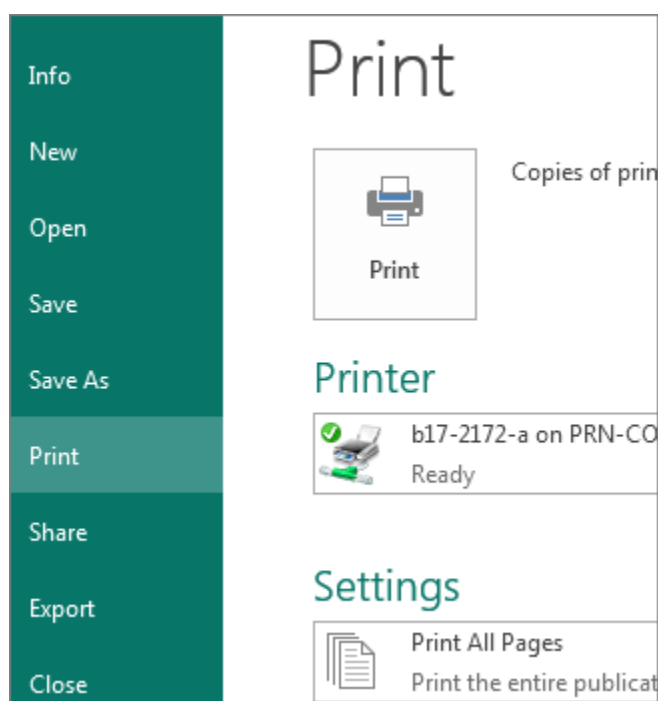 Info
New
Open
Save
Save As
Print
Share
Export
Close
Print
Print
Copies of prin
Printer
b17-2172-a on PRN-CO
Ready
Settings
Print All Pages
Print the entire publicat